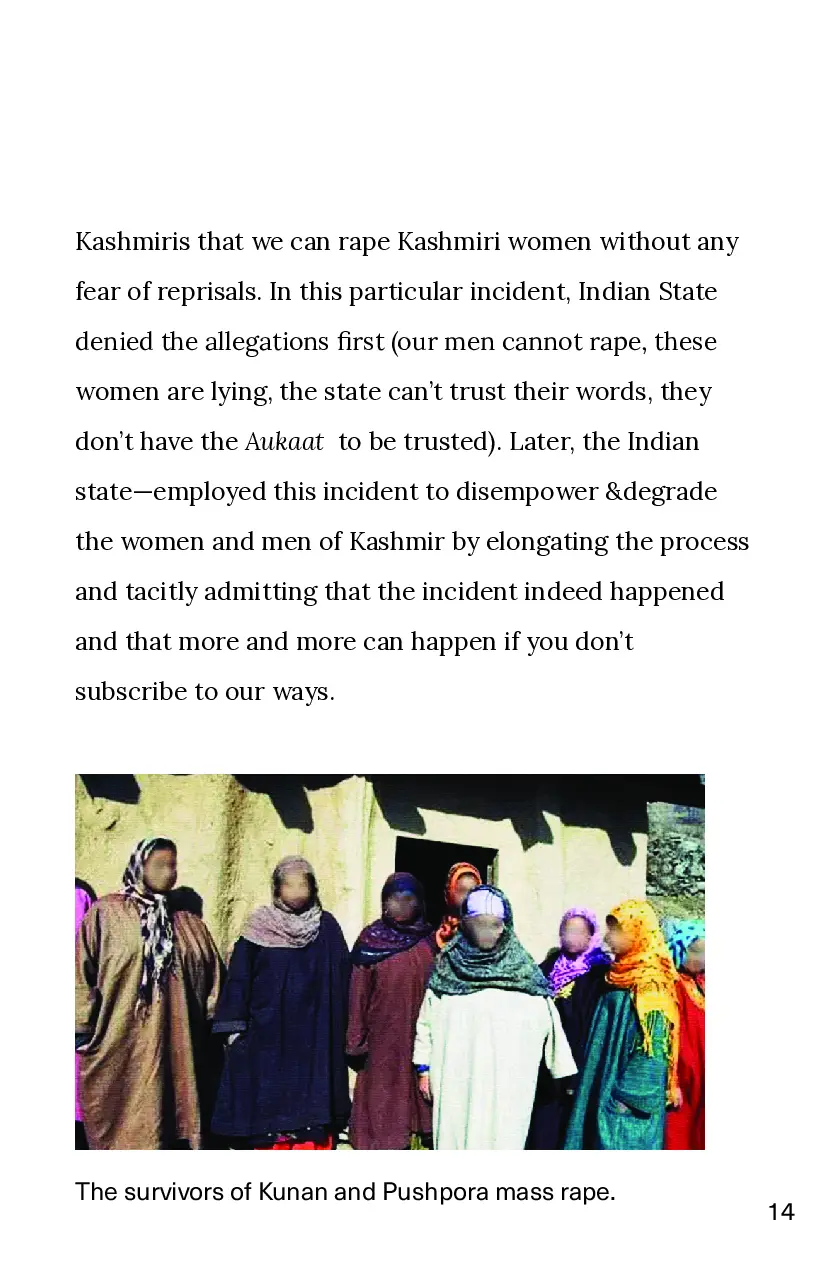 Kashmiris that we can rape Kashmiri women without any
fear of reprisals. In this particular incident, Indian State
denied the allegations first (our men cannot rape, these
women are lying, the state can’t trust their words, they
don’t have the Aukaat to be trusted). Later, the Indian
state—employed this incident to disempower &degrade
the women and men of Kashmir by elongating the process
and tacitly admitting that the incident indeed happened
and that more and more can happen if you don’t
subscribe to our ways.
The survivors of Kunan and Pushpora mass rape.
14